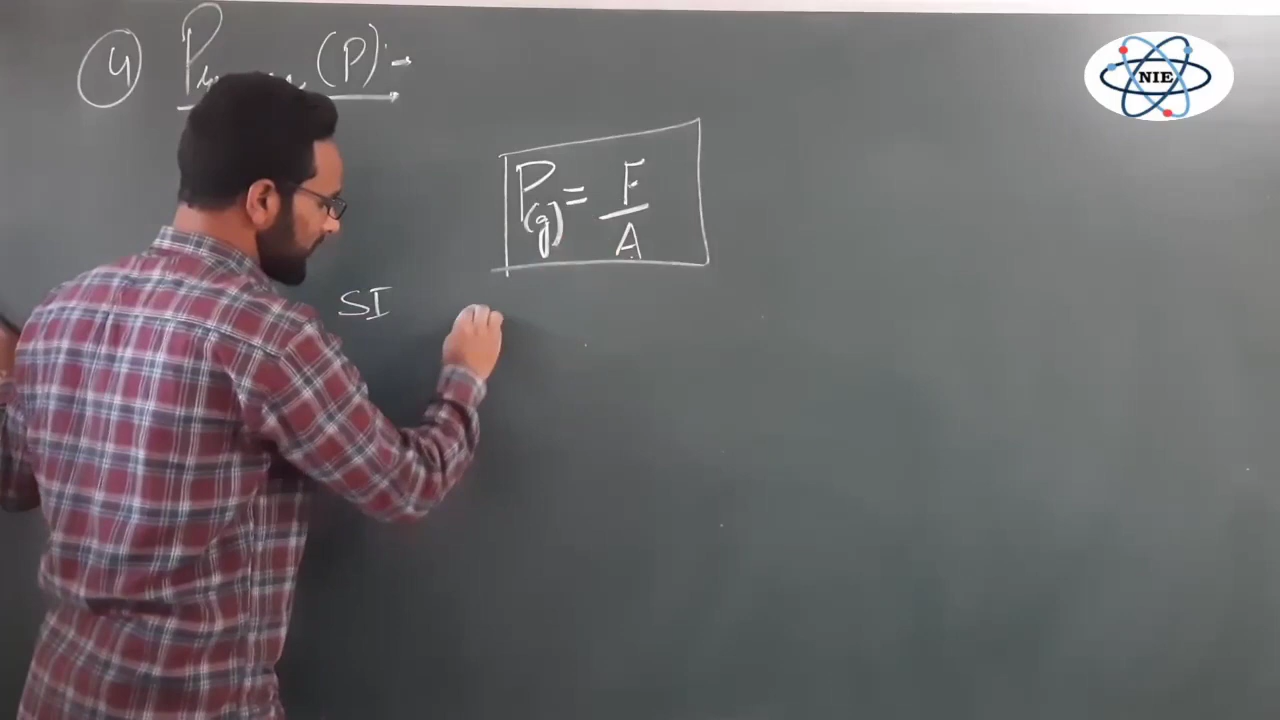 4 (P):-
NIE
P(g) = F/A
SI